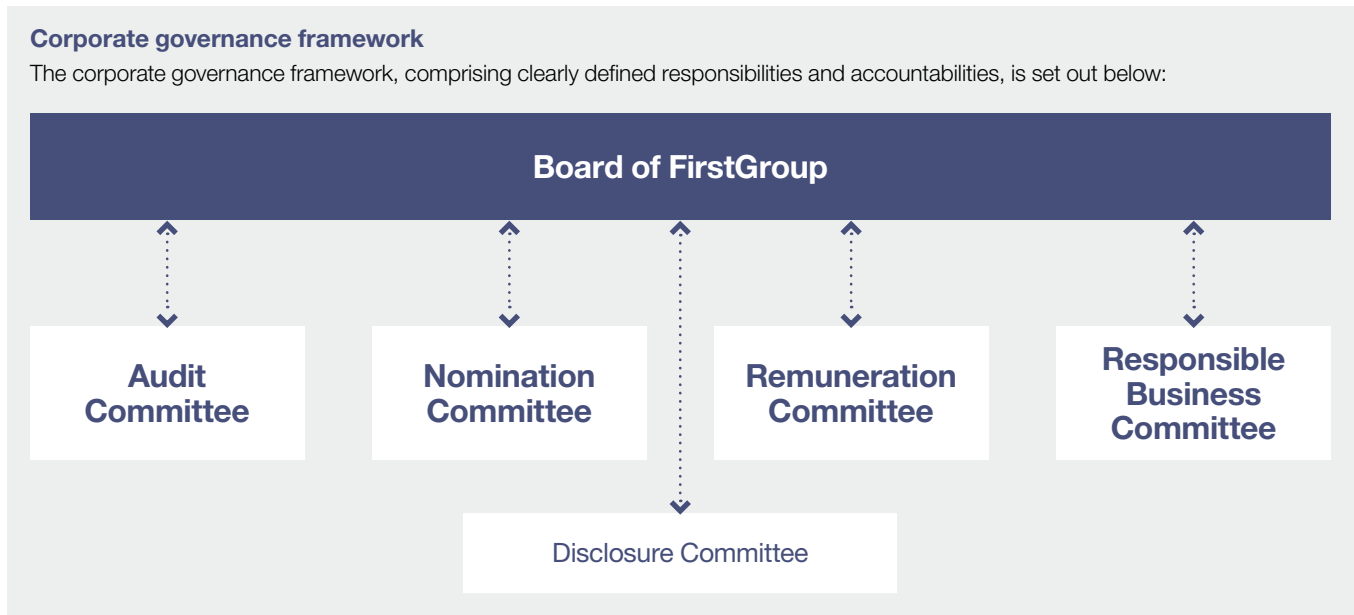 Corporate governance framework
The corporate governance framework, comprising clearly defined responsibilities and accountabilities, is set out below:
Board of FirstGroup
Audit
Committee
Nomination
Committee
Remuneration
Committee
Responsible
Business
Committee
Disclosure Committee